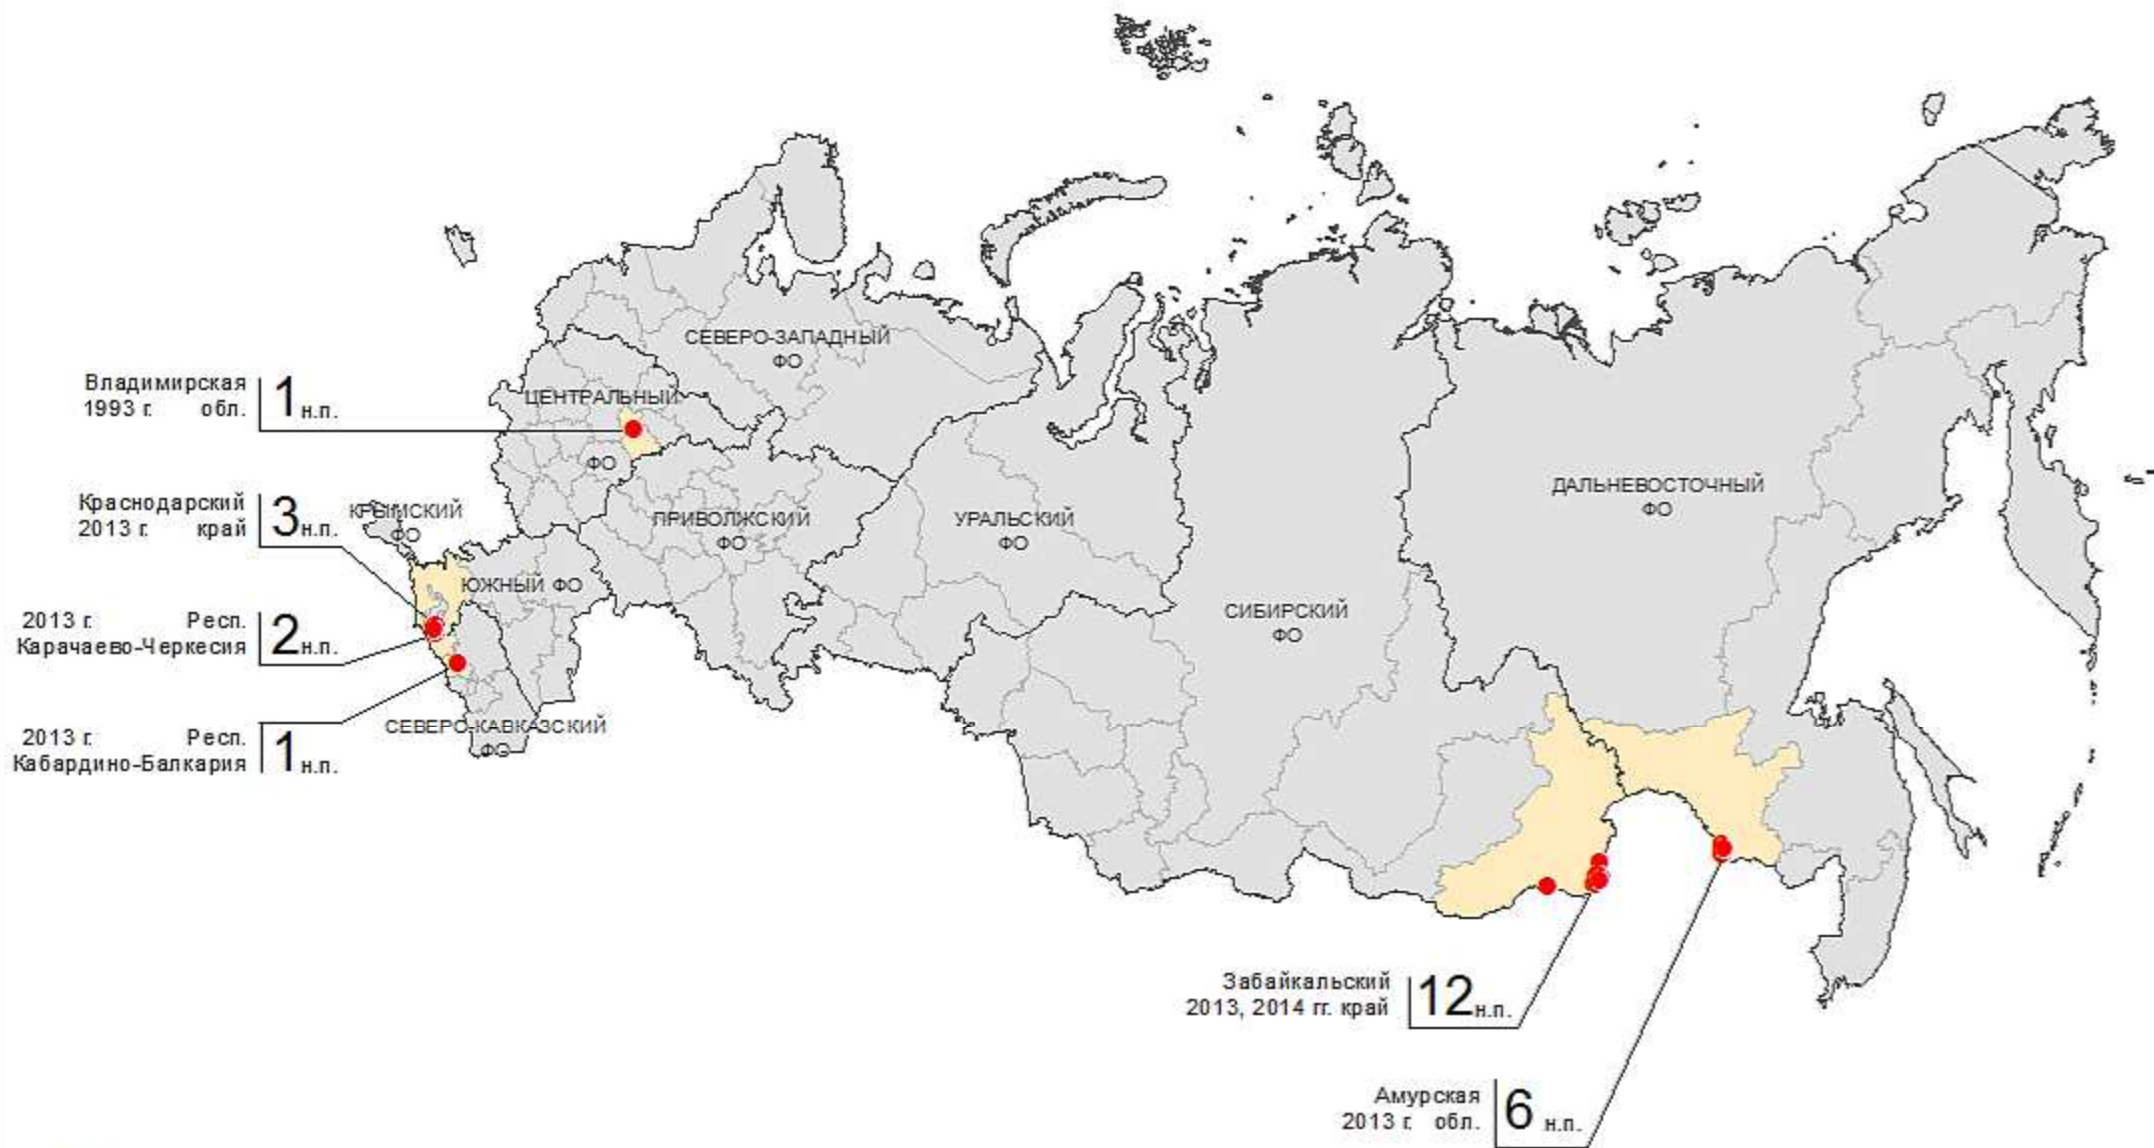 СЕВЕРО-ЗАПАДНЫЙ
ФО
Владимирская
1993 г. обл.
1 н.п.
ЦЕНТРАЛЬНЫЙ
ФО
Краснодарский
2013 г. край
3 н.п.
КРЫМСКИЙ
ФО
ПРИВОЛЖСКИЙ
ФО
УРАЛЬСКИЙ
ФО
ДАЛЬНЕВОСТОЧНЫЙ
ФО
ЮЖНЫЙ ФО
СИБИРСКИЙ
ФО
2013 г. Респ.
Карачаево-Черкесия
2 н.п.
СЕВЕРО-КАВКАЗСКИЙ
ФО
2013 г. Респ.
Кабардино-Балкария
1 н.п.
Забайкальский
2013, 2014 гг. край
12 н.п.
Амурская
2013 г. обл.
6 н.п.